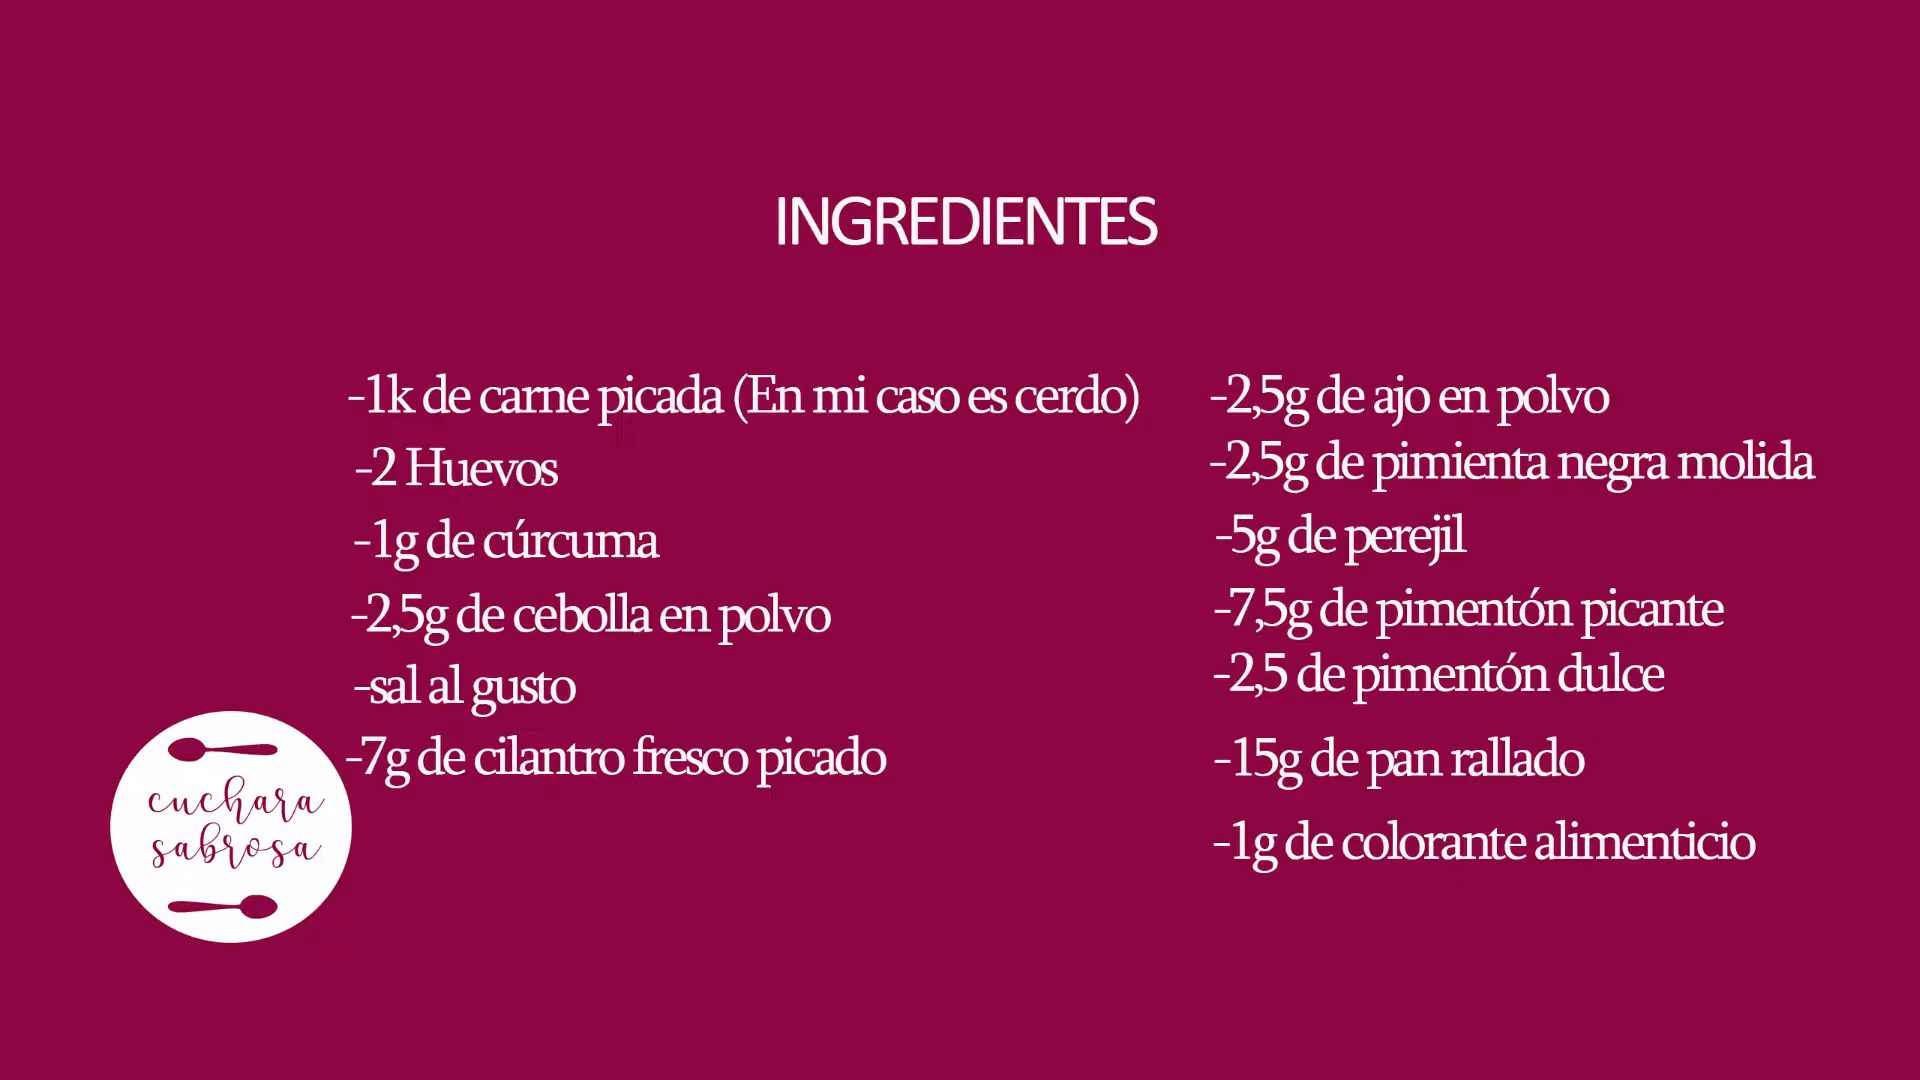 INGREDIENTES
-1k de carne picada (En mi caso es cerdo)
-2 Huevos
-1g de cúrcuma
-2,5g de cebolla en polvo
-sal al gusto
-7g de cilantro fresco picado
-2,5g de ajo en polvo
-2,5g de pimienta negra molida
-5g de perejil
-7,5g de pimentón picante
-2,5 de pimentón dulce
-15g de pan rallado
-1g de colorante alimenticio
cuchara
sabrosa